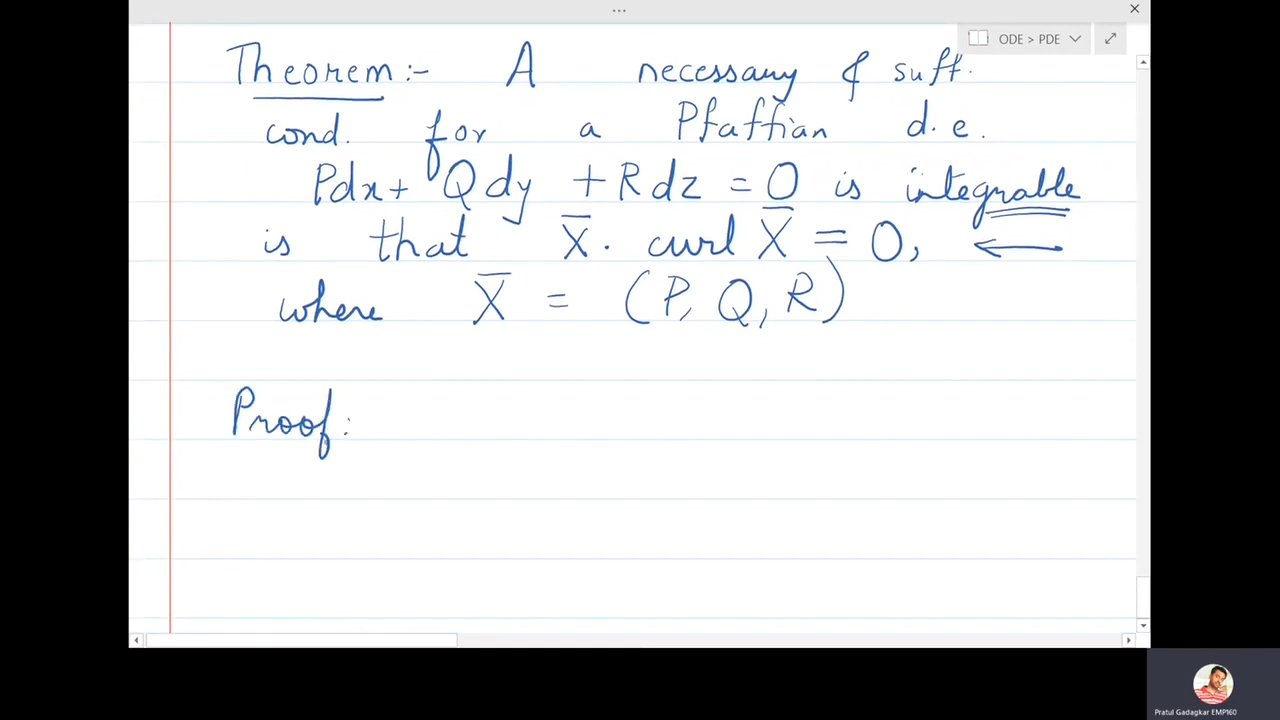 ODE > PDE
Theorem:- A necessary & suff.
cond. for a Pfaffian d.e.
Pdx + Qdy + Rdz = 0 is integrable
is that X̅ · curl X̅ = 0, ←
where X̅ = (P, Q, R)
Proof:
Pratul Gadagkar EMP160